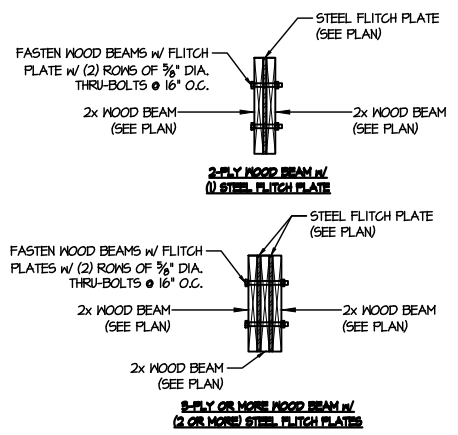 STEEL FLITCH PLATE
(SEE PLAN)
FASTEN WOOD BEAMS w/ FLITCH
PLATE w/ (2) ROWS OF 5/8" DIA.
THRU-BOLTS @ 16" O.C.
2x WOOD BEAM
(SEE PLAN)
2x WOOD BEAM
(SEE PLAN)
2-PLY WOOD BEAM w/
(1) STEEL FLITCH PLATE
STEEL FLITCH PLATE
(SEE PLAN)
FASTEN WOOD BEAMS w/ FLITCH
PLATES w/ (2) ROWS OF 5/8" DIA.
THRU-BOLTS @ 16" O.C.
2x WOOD BEAM
(SEE PLAN)
2x WOOD BEAM
(SEE PLAN)
2x WOOD BEAM
(SEE PLAN)
3-PLY OR MORE WOOD BEAM w/
(2 OR MORE) STEEL FLITCH PLATES